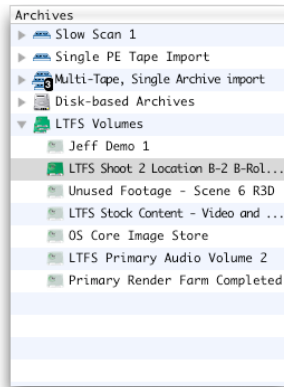 Archives
Slow Scan 1
Single PE Tape Import
3
Multi-Tape, Single Archive import
Disk-based Archives
LTFS Volumes
Jeff Demo 1
LTFS Shoot 2 Location B-2 B-Rol...
Unused Footage - Scene 6 R3D
LTFS Stock Content - Video and ...
OS Core Image Store
LTFS Primary Audio Volume 2
Primary Render Farm Completed